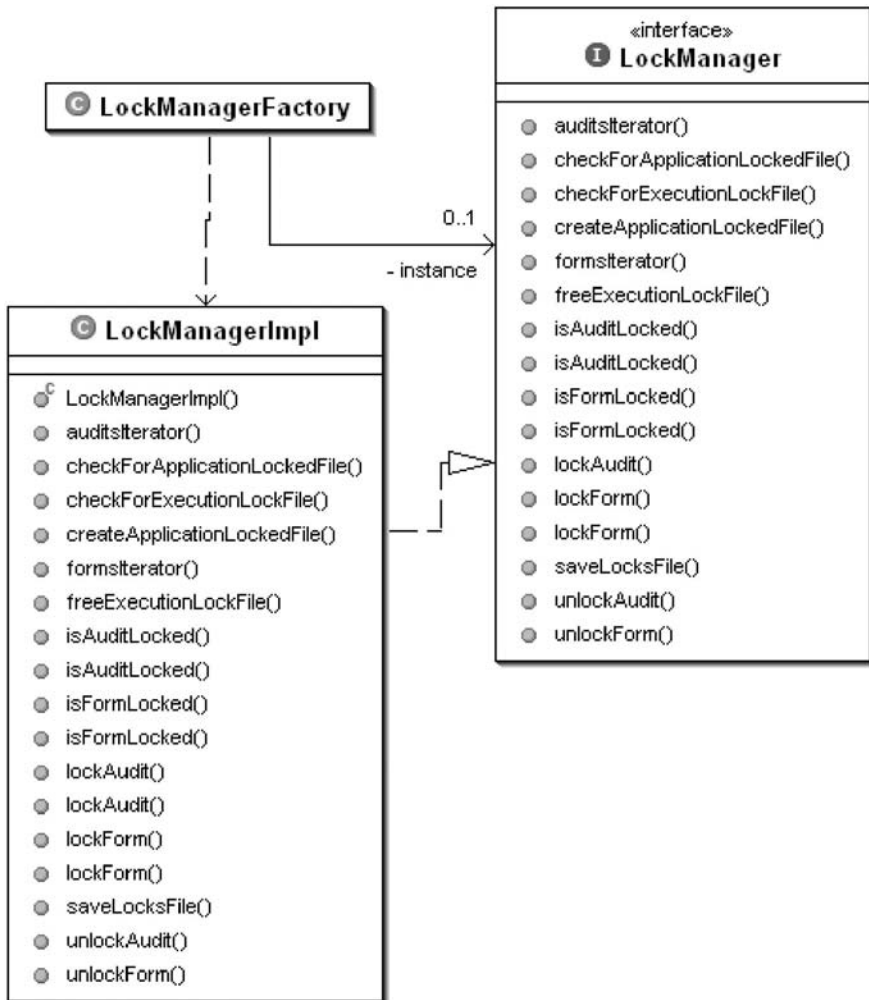 «interface»
I LockManager
auditsIterator()
checkForApplicationLockedFile()
checkForExecutionLockFile()
createApplicationLockedFile()
formsIterator()
freeExecutionLockFile()
isAuditLocked()
isAuditLocked()
isFormLocked()
isFormLocked()
lockAudit()
lockForm()
lockForm()
saveLocksFile()
unlockAudit()
unlockForm()
C LockManagerFactory
0..1
- instance
C LockManagerImpl
C LockManagerImpl()
auditsIterator()
checkForApplicationLockedFile()
checkForExecutionLockFile()
createApplicationLockedFile()
formsIterator()
freeExecutionLockFile()
isAuditLocked()
isAuditLocked()
isFormLocked()
isFormLocked()
lockAudit()
lockAudit()
lockForm()
lockForm()
saveLocksFile()
unlockAudit()
unlockForm()